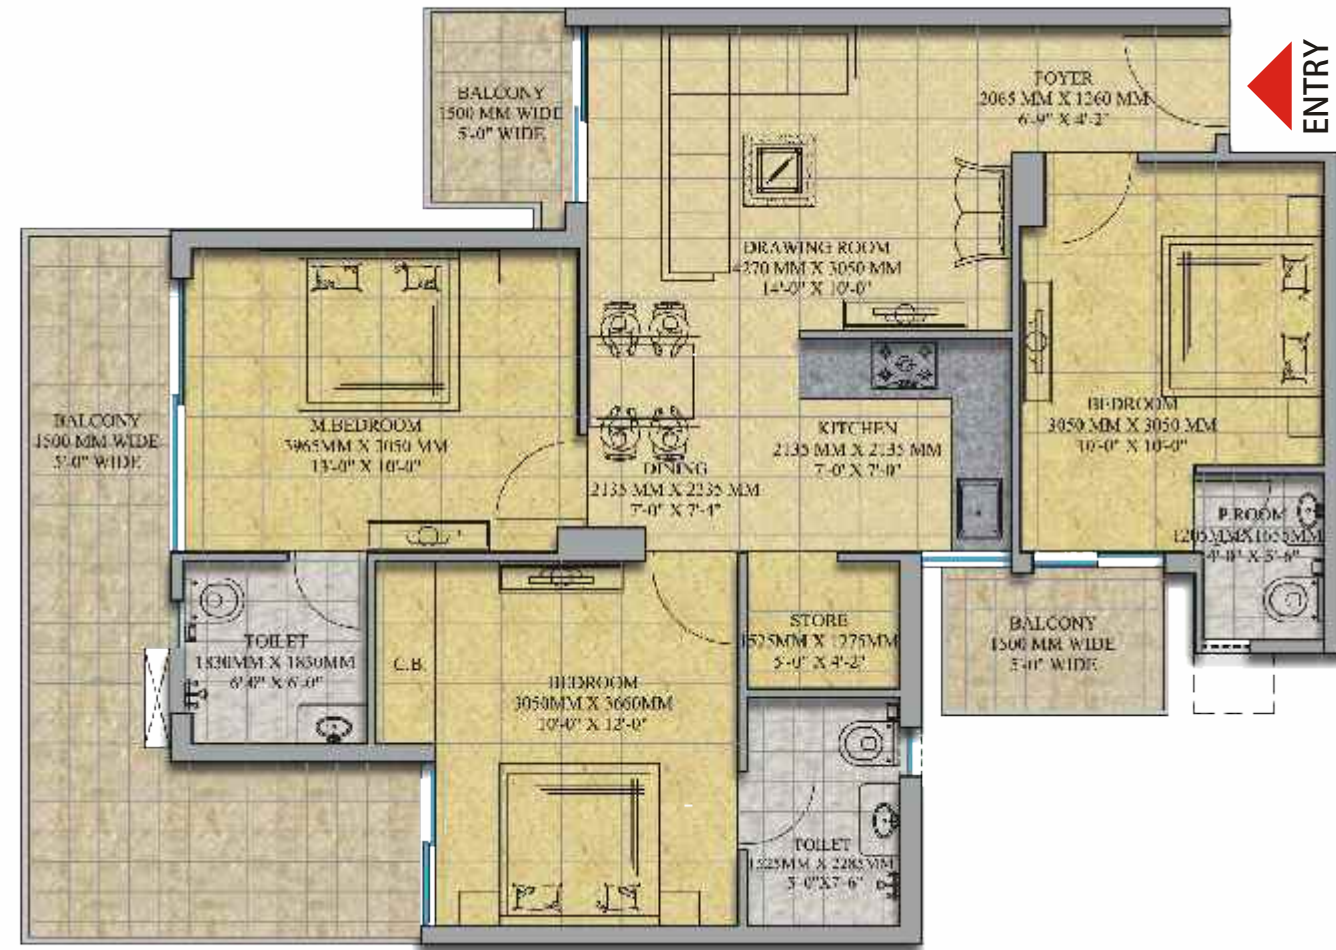 BALCONY
1500 MM WIDE
5'-0" WIDE
FOYER
2065 MM X 1260 MM
6'-9" X 4'-2"
ENTRY
DRAWING ROOM
4270 MM X 3050 MM
14'-0" X 10'-0"
BALCONY
1500 MM WIDE
5'-0" WIDE
M.BEDROOM
3965MM X 3050 MM
13'-0" X 10'-0"
DINING
2135 MM X 2235 MM
7'-0" X 7'-4"
KITCHEN
2135 MM X 2135 MM
7'-0" X 7'-0"
BEDROOM
3050 MM X 3050 MM
10'-0" X 10'-0"
P.ROOM
1205MMX1655MM
4'-0" X 5'-6"
TOILET
1830MM X 1830MM
X 6'-0"
C.B.
BEDROOM
3050MM X 3660MM
10'-0" X 12'-0"
STORE
1525MM X 1275MM
5'-0" X 4'-2"
BALCONY
1500 MM WIDE
5'-0" WIDE
TOILET
1525MM X 2285MM
5'-0"X7'-6"